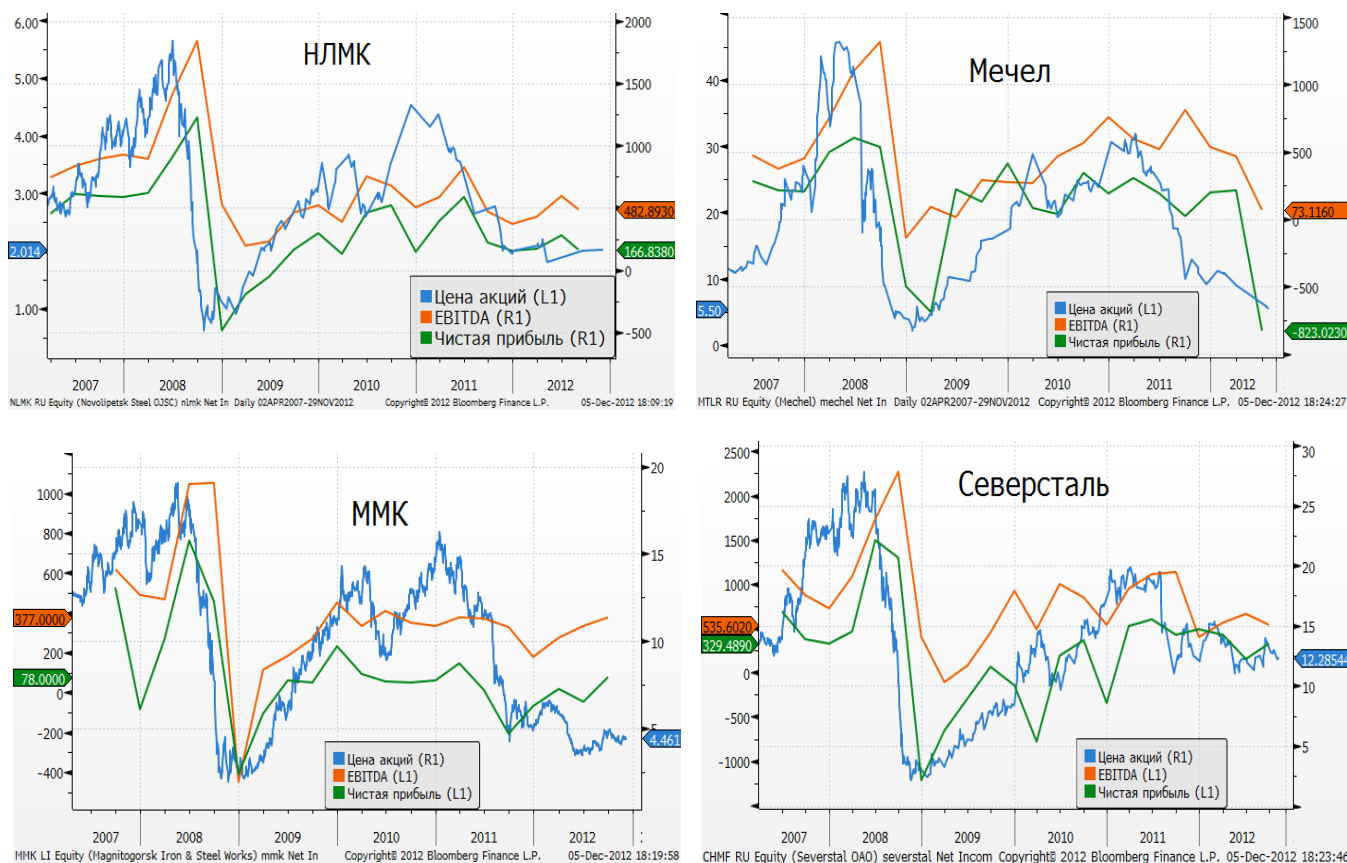 НЛМК
6.00
5.00
4.00
3.00
2.014
1.00
2000
1500
1000
482.8930
166.8380
0
-500
Цена акций (L1)
EBITDA (R1)
Чистая прибыль (R1)
2007 2008 2009 2010 2011 2012
NLMK RU Equity (Novolipetsk Steel OJSC) nlmk Net In Daily 02APR2007-29NOV2012 Copyright© 2012 Bloomberg Finance L.P. 05-Dec-2012 18:09:19
Мечел
40
30
20
10
5.50
0
1500
1000
500
73.1160
0
-500
-823.0230
Цена акций (L1)
EBITDA (R1)
Чистая прибыль (R1)
2007 2008 2009 2010 2011 2012
MTLR RU Equity (Mechel) mechel Net In Daily 02APR2007-29NOV2012 Copyright© 2012 Bloomberg Finance L.P. 05-Dec-2012 18:24:27
ММК
1000
800
600
377.0000
200
78.0000
0
-200
-400
20
15
10
5
4.461
Цена акций (R1)
EBITDA (L1)
Чистая прибыль (L1)
2007 2008 2009 2010 2011 2012
MMK LI Equity (Magnitogorsk Iron & Steel Works) mmk Net In Copyright© 2012 Bloomberg Finance L.P. 05-Dec-2012 18:19:58
Северсталь
2500
2000
1500
1000
535.6020
329.4890
0
-500
-1000
30
25
20
15
12.28544
10
5
0
Цена акций (R1)
EBITDA (L1)
Чистая прибыль (L1)
2007 2008 2009 2010 2011 2012
CHMF RU Equity (Severstal OAO) severstal Net Incom Copyright© 2012 Bloomberg Finance L.P. 05-Dec-2012 18:23:46